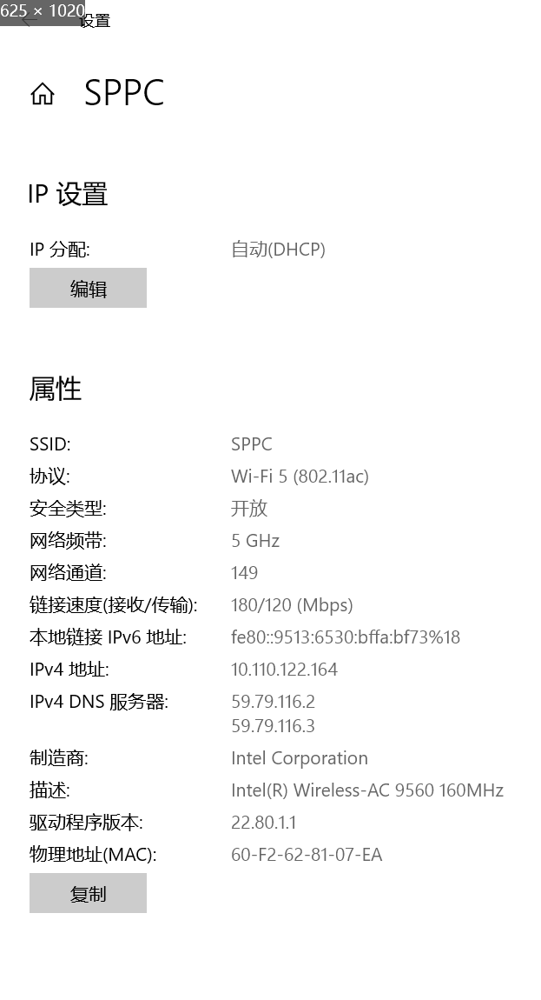 625 × 1020
设置
SPPC
IP 设置
IP 分配: 自动(DHCP)
编辑
属性
SSID: SPPC
协议: Wi-Fi 5 (802.11ac)
安全类型: 开放
网络频带: 5 GHz
网络通道: 149
链接速度(接收/传输): 180/120 (Mbps)
本地链接 IPv6 地址: fe80::9513:6530:bffa:bf73%18
IPv4 地址: 10.110.122.164
IPv4 DNS 服务器: 59.79.116.2
59.79.116.3
制造商: Intel Corporation
描述: Intel(R) Wireless-AC 9560 160MHz
驱动程序版本: 22.80.1.1
物理地址(MAC): 60-F2-62-81-07-EA
复制